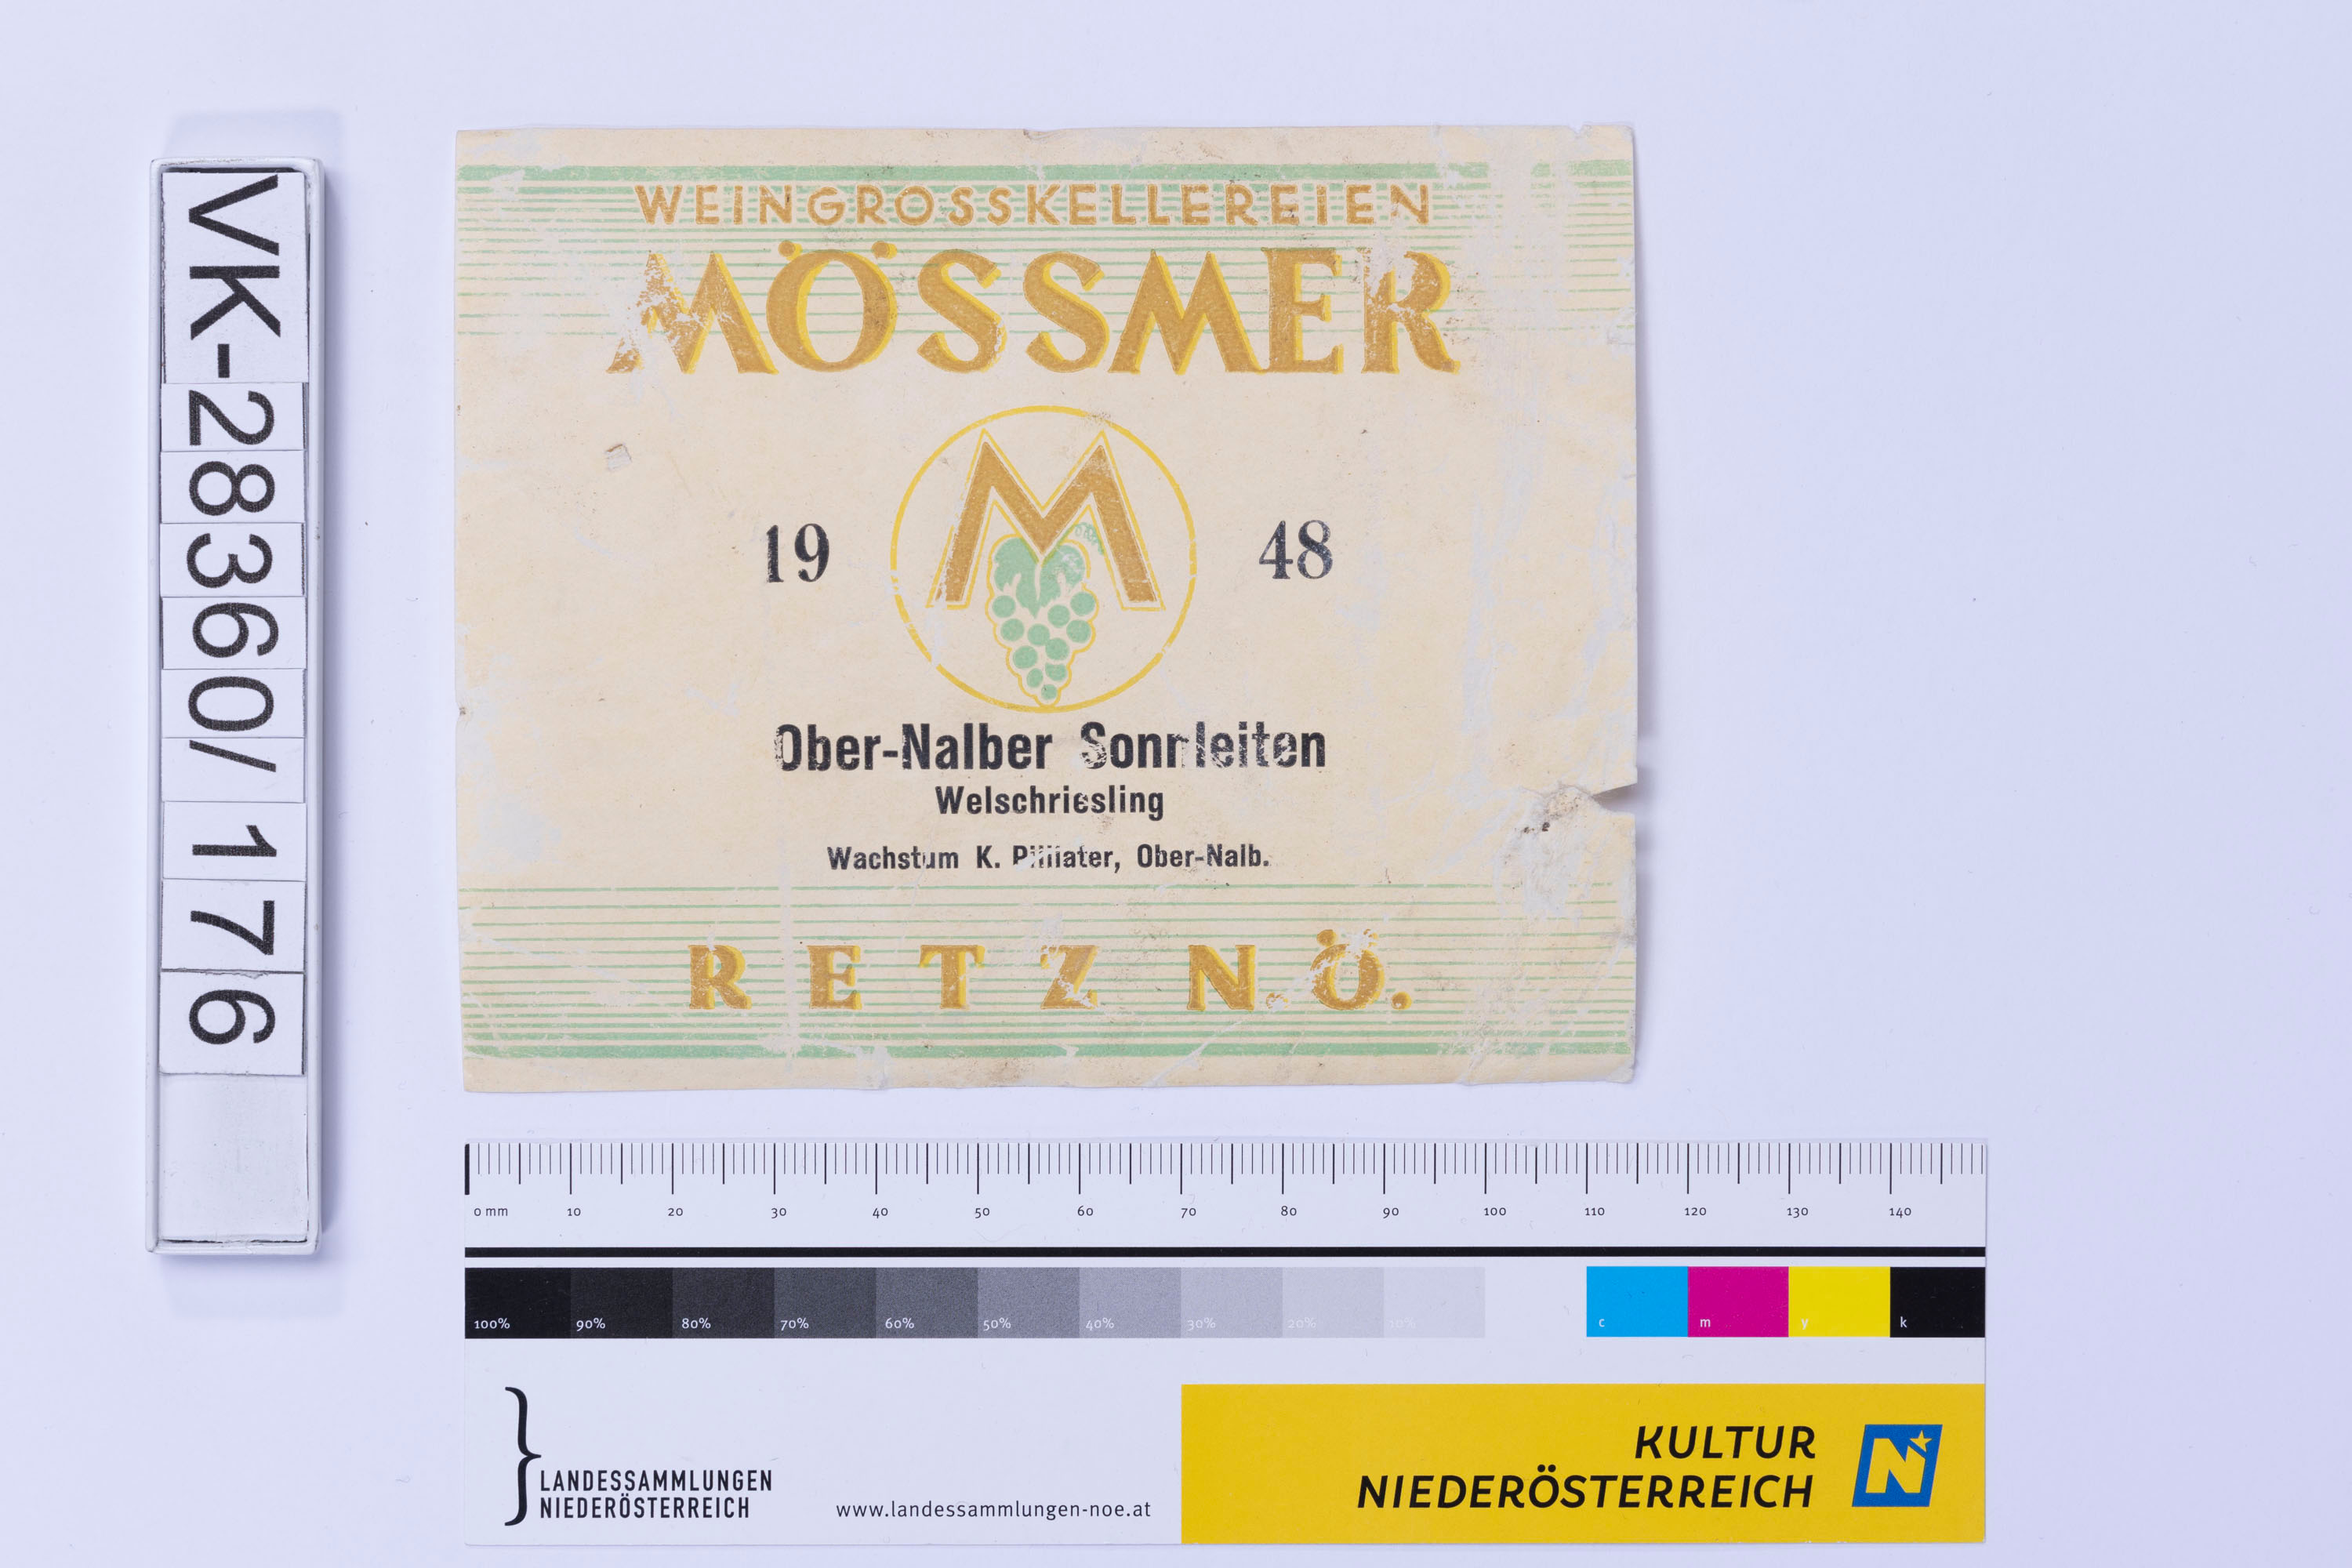 VK-28360/176
WEINGROSSKELLEREIEN
MÖSSMER
19 M 48
Ober-Nalber Sonnleiten
Welschriesling
Wachstum K. Ober-Nalb.
RETZ N.Ö.
0 mm 10 20 30 40 50 60 70 80 90 100 110 120 130 140
100% 90% 80% 70% 60% 50% 40% 30% 20% 10% c m y k
LANDESSAMMLUNGEN
NIEDERÖSTERREICH
www.landessammlungen-noe.at
KULTUR
NIEDERÖSTERREICH
N